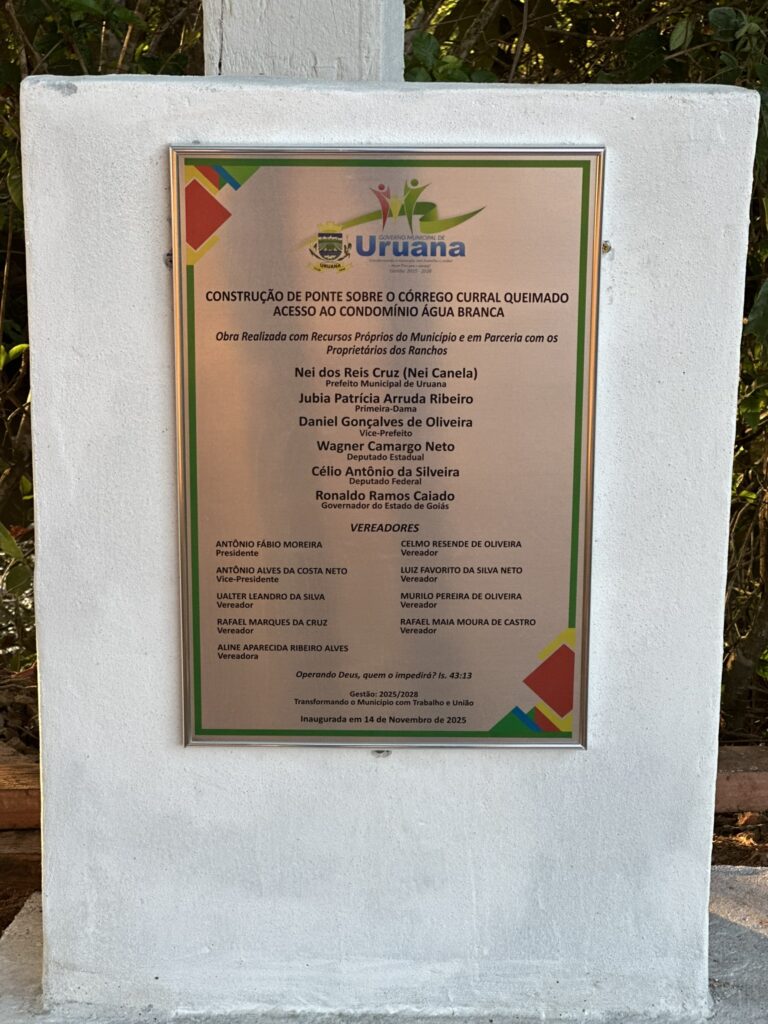 GOVERNO MUNICIPAL DE
Uruana
URUANA
Gestão: 2025 - 2028
CONSTRUÇÃO DE PONTE SOBRE O CÓRREGO CURRAL QUEIMADO
ACESSO AO CONDOMÍNIO ÁGUA BRANCA
Obra Realizada com Recursos Próprios do Município e em Parceria com os
Proprietários dos Ranchos
Nei dos Reis Cruz (Nei Canela)
Prefeito Municipal de Uruana
Jubia Patrícia Arruda Ribeiro
Primeira-Dama
Daniel Gonçalves de Oliveira
Vice-Prefeito
Wagner Camargo Neto
Deputado Estadual
Célio Antônio da Silveira
Deputado Federal
Ronaldo Ramos Caiado
Governador do Estado de Goiás
VEREADORES
ANTÔNIO FÁBIO MOREIRA
Presidente
ANTÔNIO ALVES DA COSTA NETO
Vice-Presidente
UALTER LEANDRO DA SILVA
Vereador
RAFAEL MARQUES DA CRUZ
Vereador
ALINE APARECIDA RIBEIRO ALVES
Vereadora
CELMO RESENDE DE OLIVEIRA
Vereador
LUIZ FAVORITO DA SILVA NETO
Vereador
MURILO PEREIRA DE OLIVEIRA
Vereador
RAFAEL MAIA MOURA DE CASTRO
Vereador
Operando Deus, quem o impedirá? Is. 43:13
Gestão: 2025/2028
Transformando o Município com Trabalho e União
Inaugurada em 14 de Novembro de 2025